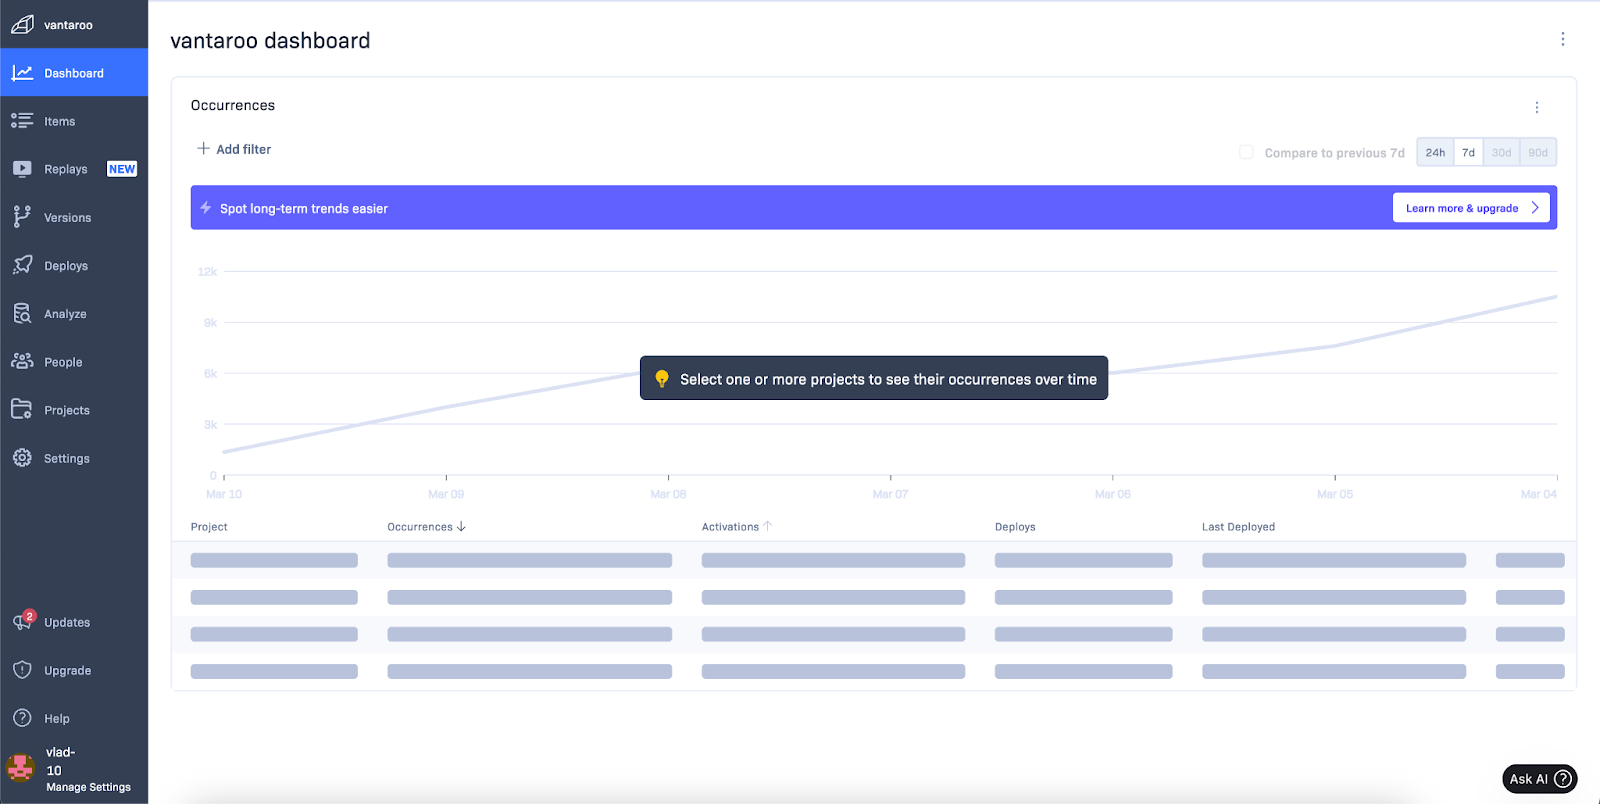 vantaroo
Dashboard
Items
Replays NEW
Versions
Deploys
Analyze
People
Projects
Settings
2
Updates
Upgrade
Help
vlad-
10
Manage Settings
vantaroo dashboard
Occurrences
Add filter
Compare to previous 7d 24h 7d 30d 90d
Spot long-term trends easier
Learn more & upgrade
12k
9k
6k
3k
0
Select one or more projects to see their occurrences over time
Mar 10 Mar 09 Mar 08 Mar 07 Mar 06 Mar 05 Mar 04
Project Occurrences Activations Deploys Last Deployed
Ask AI